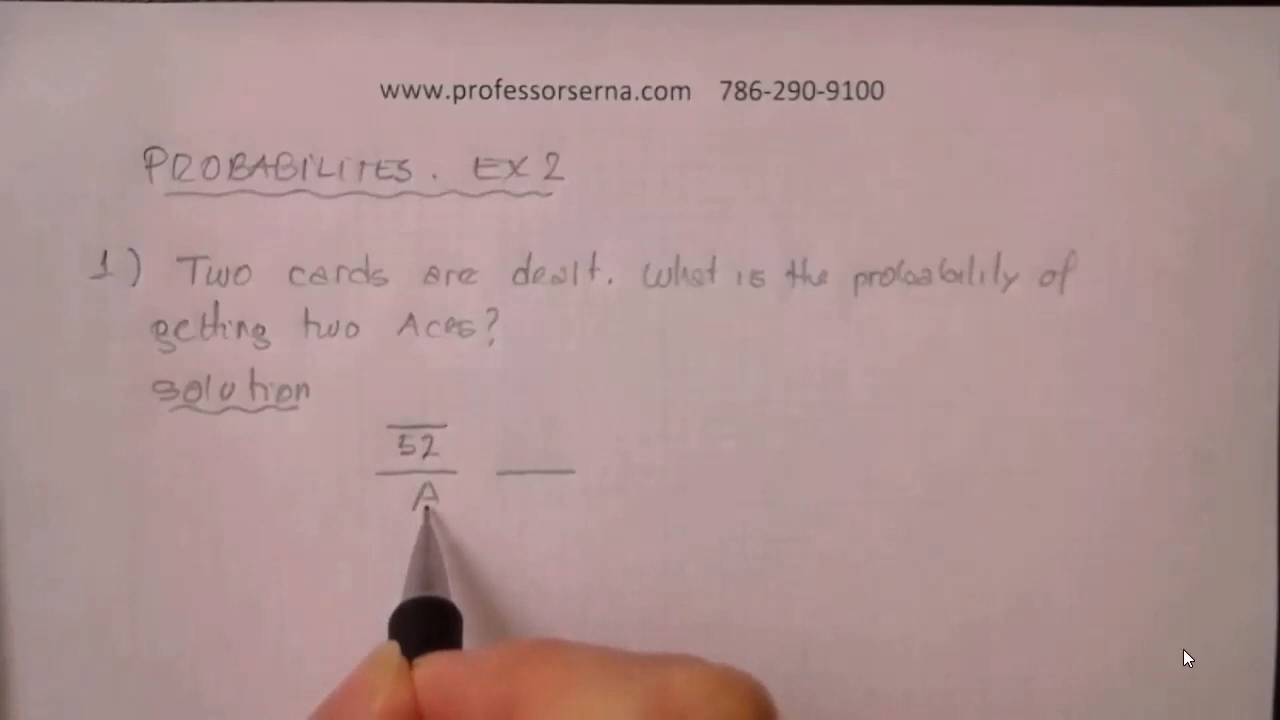 www.professorserna.com 786-290-9100
PROBABILITES. EX 2
1) Two cards are dealt. What is the probability of
getting two Aces?
solution
52
A